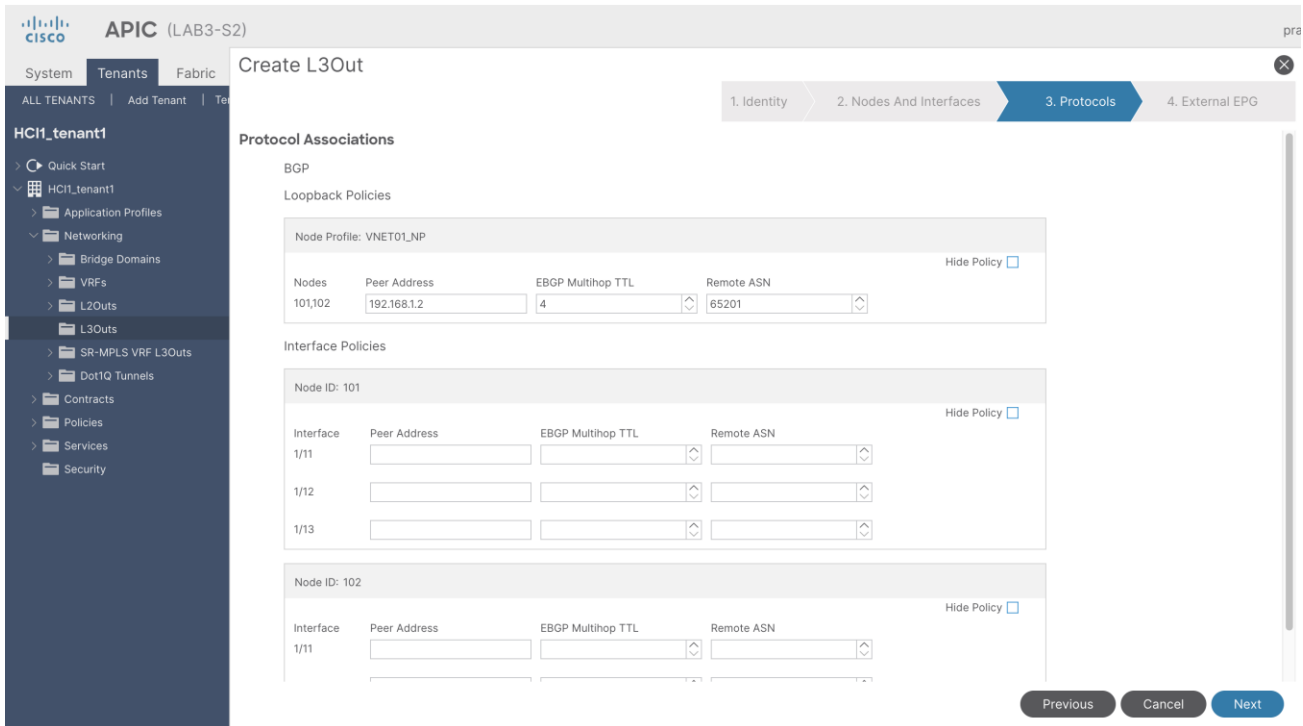 cisco
APIC (LAB3-S2)
pra
System Tenants Fabric
ALL TENANTS | Add Tenant | Te
HCI1_tenant1
Quick Start
HCI1_tenant1
Application Profiles
Networking
Bridge Domains
VRFs
L2Outs
L3Outs
SR-MPLS VRF L3Outs
Dot1Q Tunnels
Contracts
Policies
Services
Security
Create L3Out
1. Identity 2. Nodes And Interfaces 3. Protocols 4. External EPG
Protocol Associations
BGP
Loopback Policies
Node Profile: VNET01_NP
Hide Policy
Nodes Peer Address EBGP Multihop TTL Remote ASN
101,102 192.168.1.2 4 65201
Interface Policies
Node ID: 101
Hide Policy
Interface Peer Address EBGP Multihop TTL Remote ASN
1/11
1/12
1/13
Node ID: 102
Hide Policy
Interface Peer Address EBGP Multihop TTL Remote ASN
1/11
Previous Cancel Next